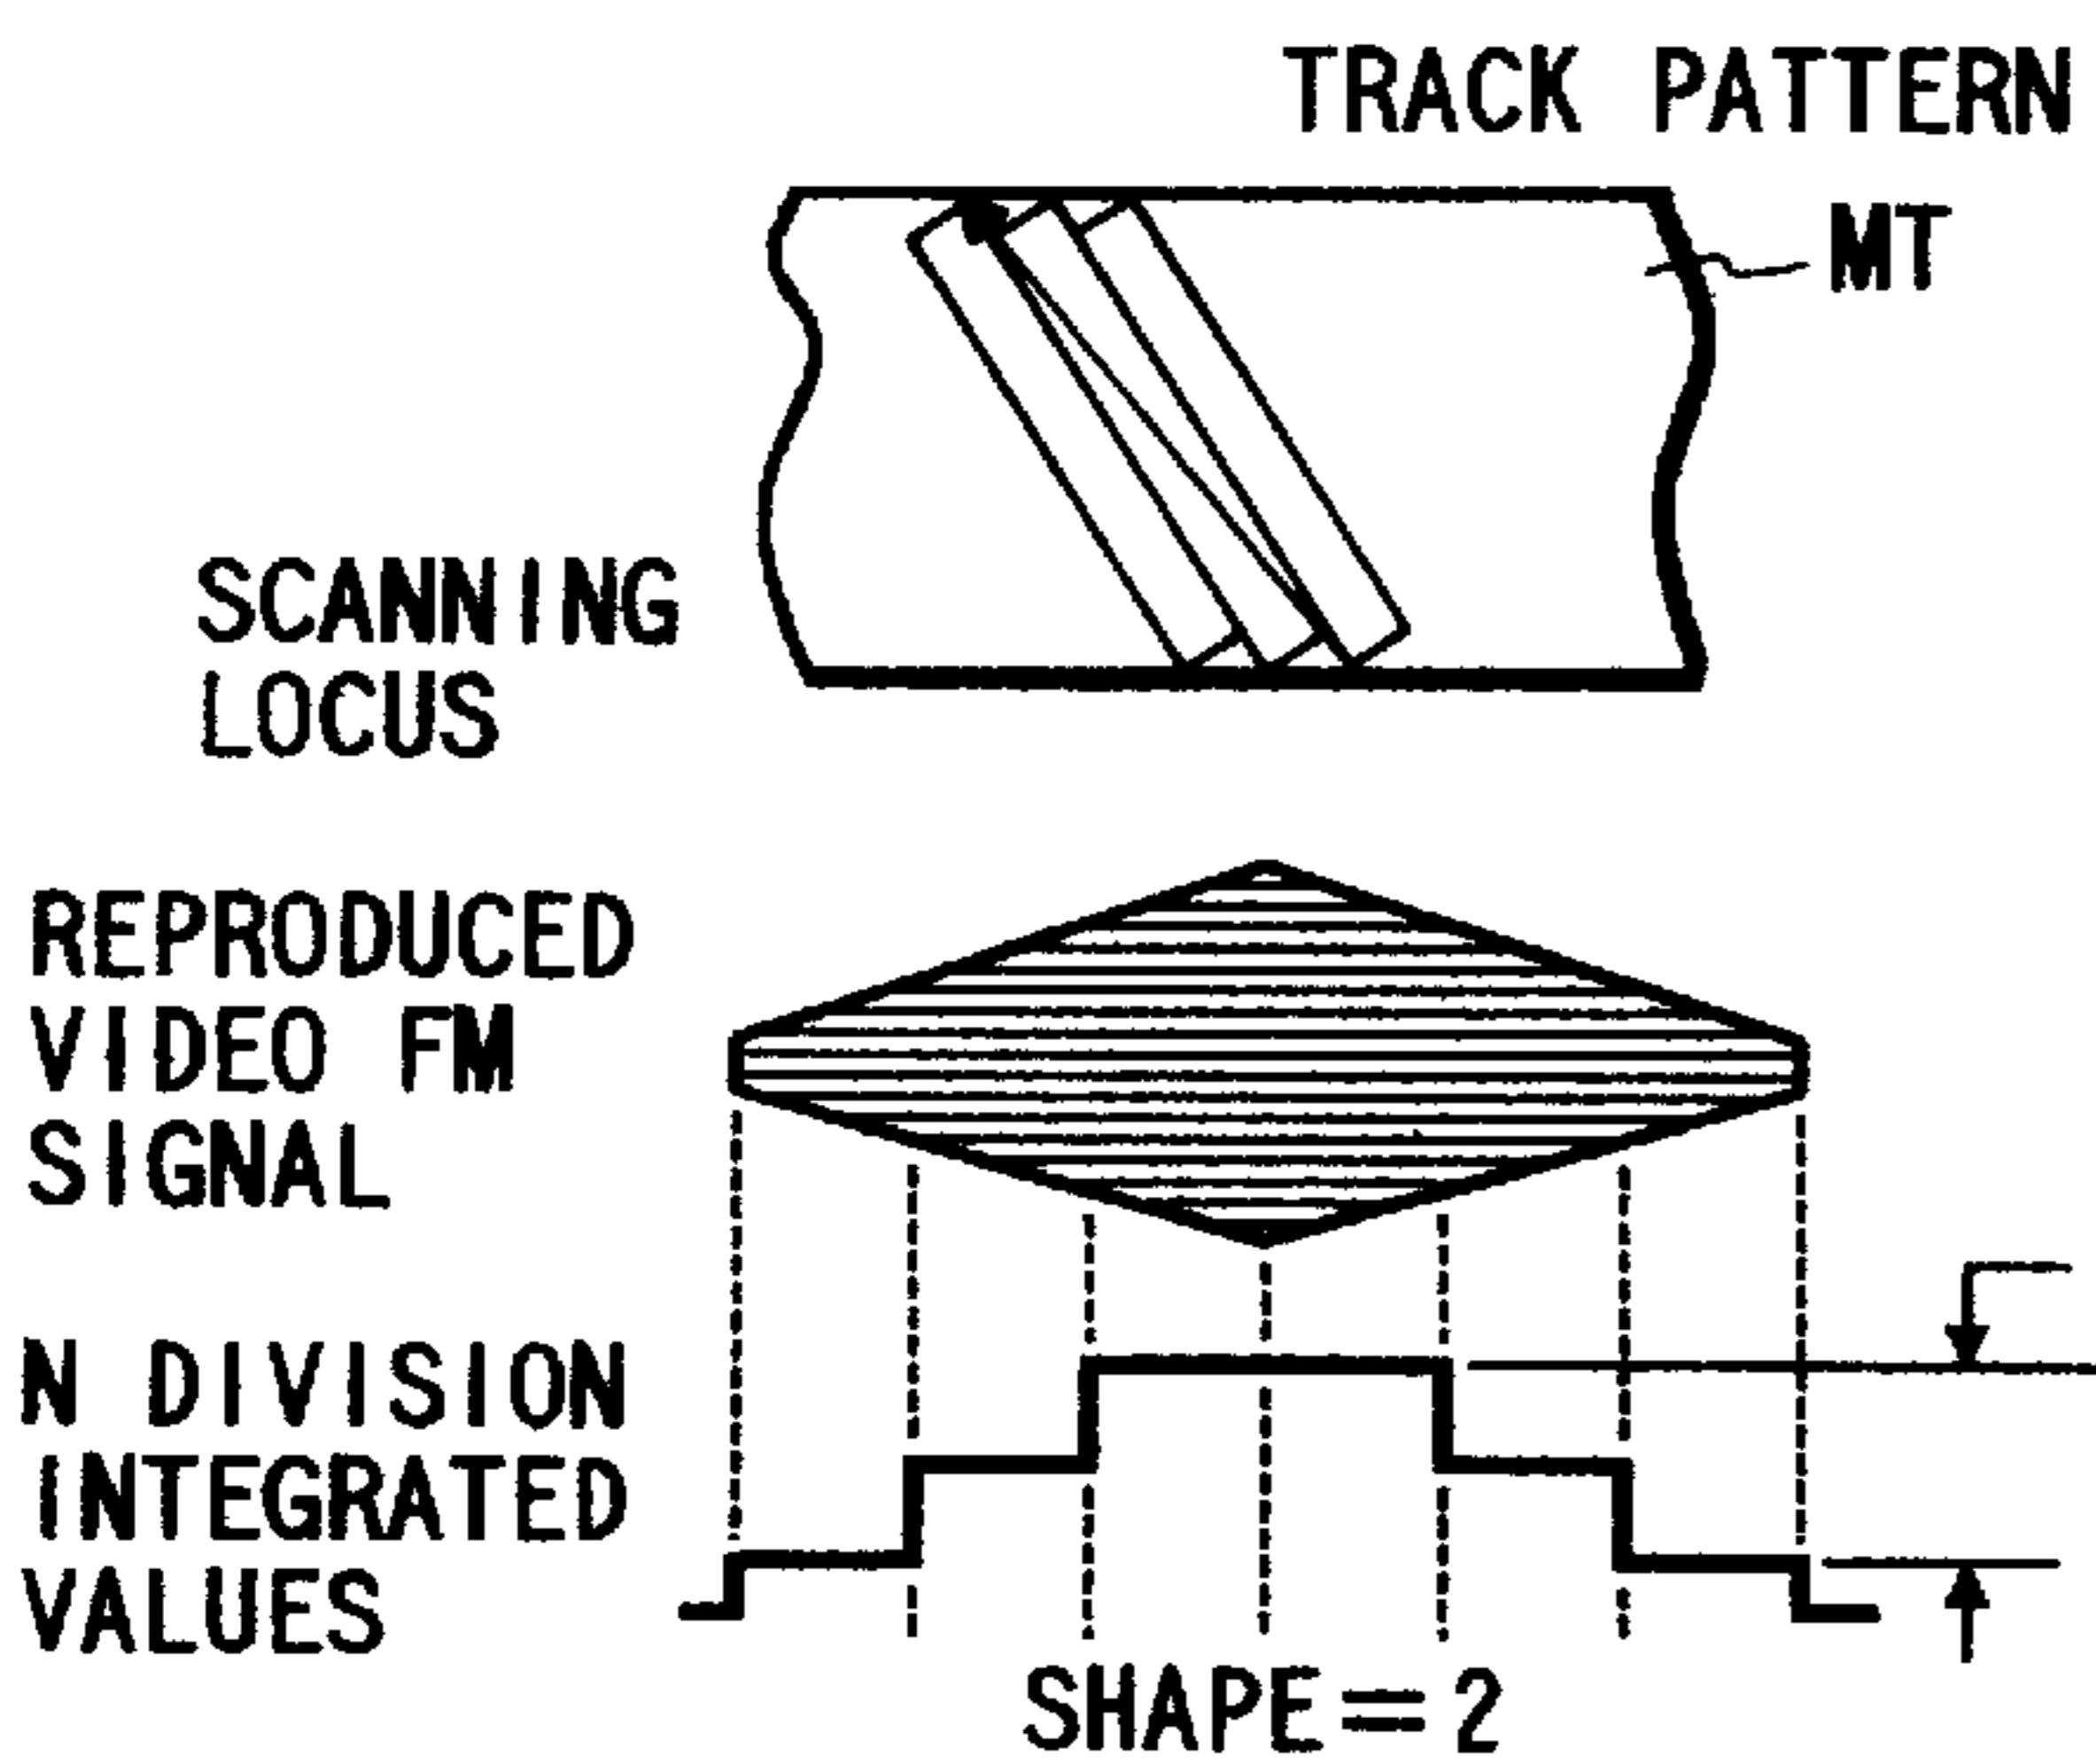 TRACK PATTERN
MT
SCANNING
LOCUS
REPRODUCED
VIDEO FM
SIGNAL
N DIVISION
INTEGRATED
VALUES
SHAPE=2